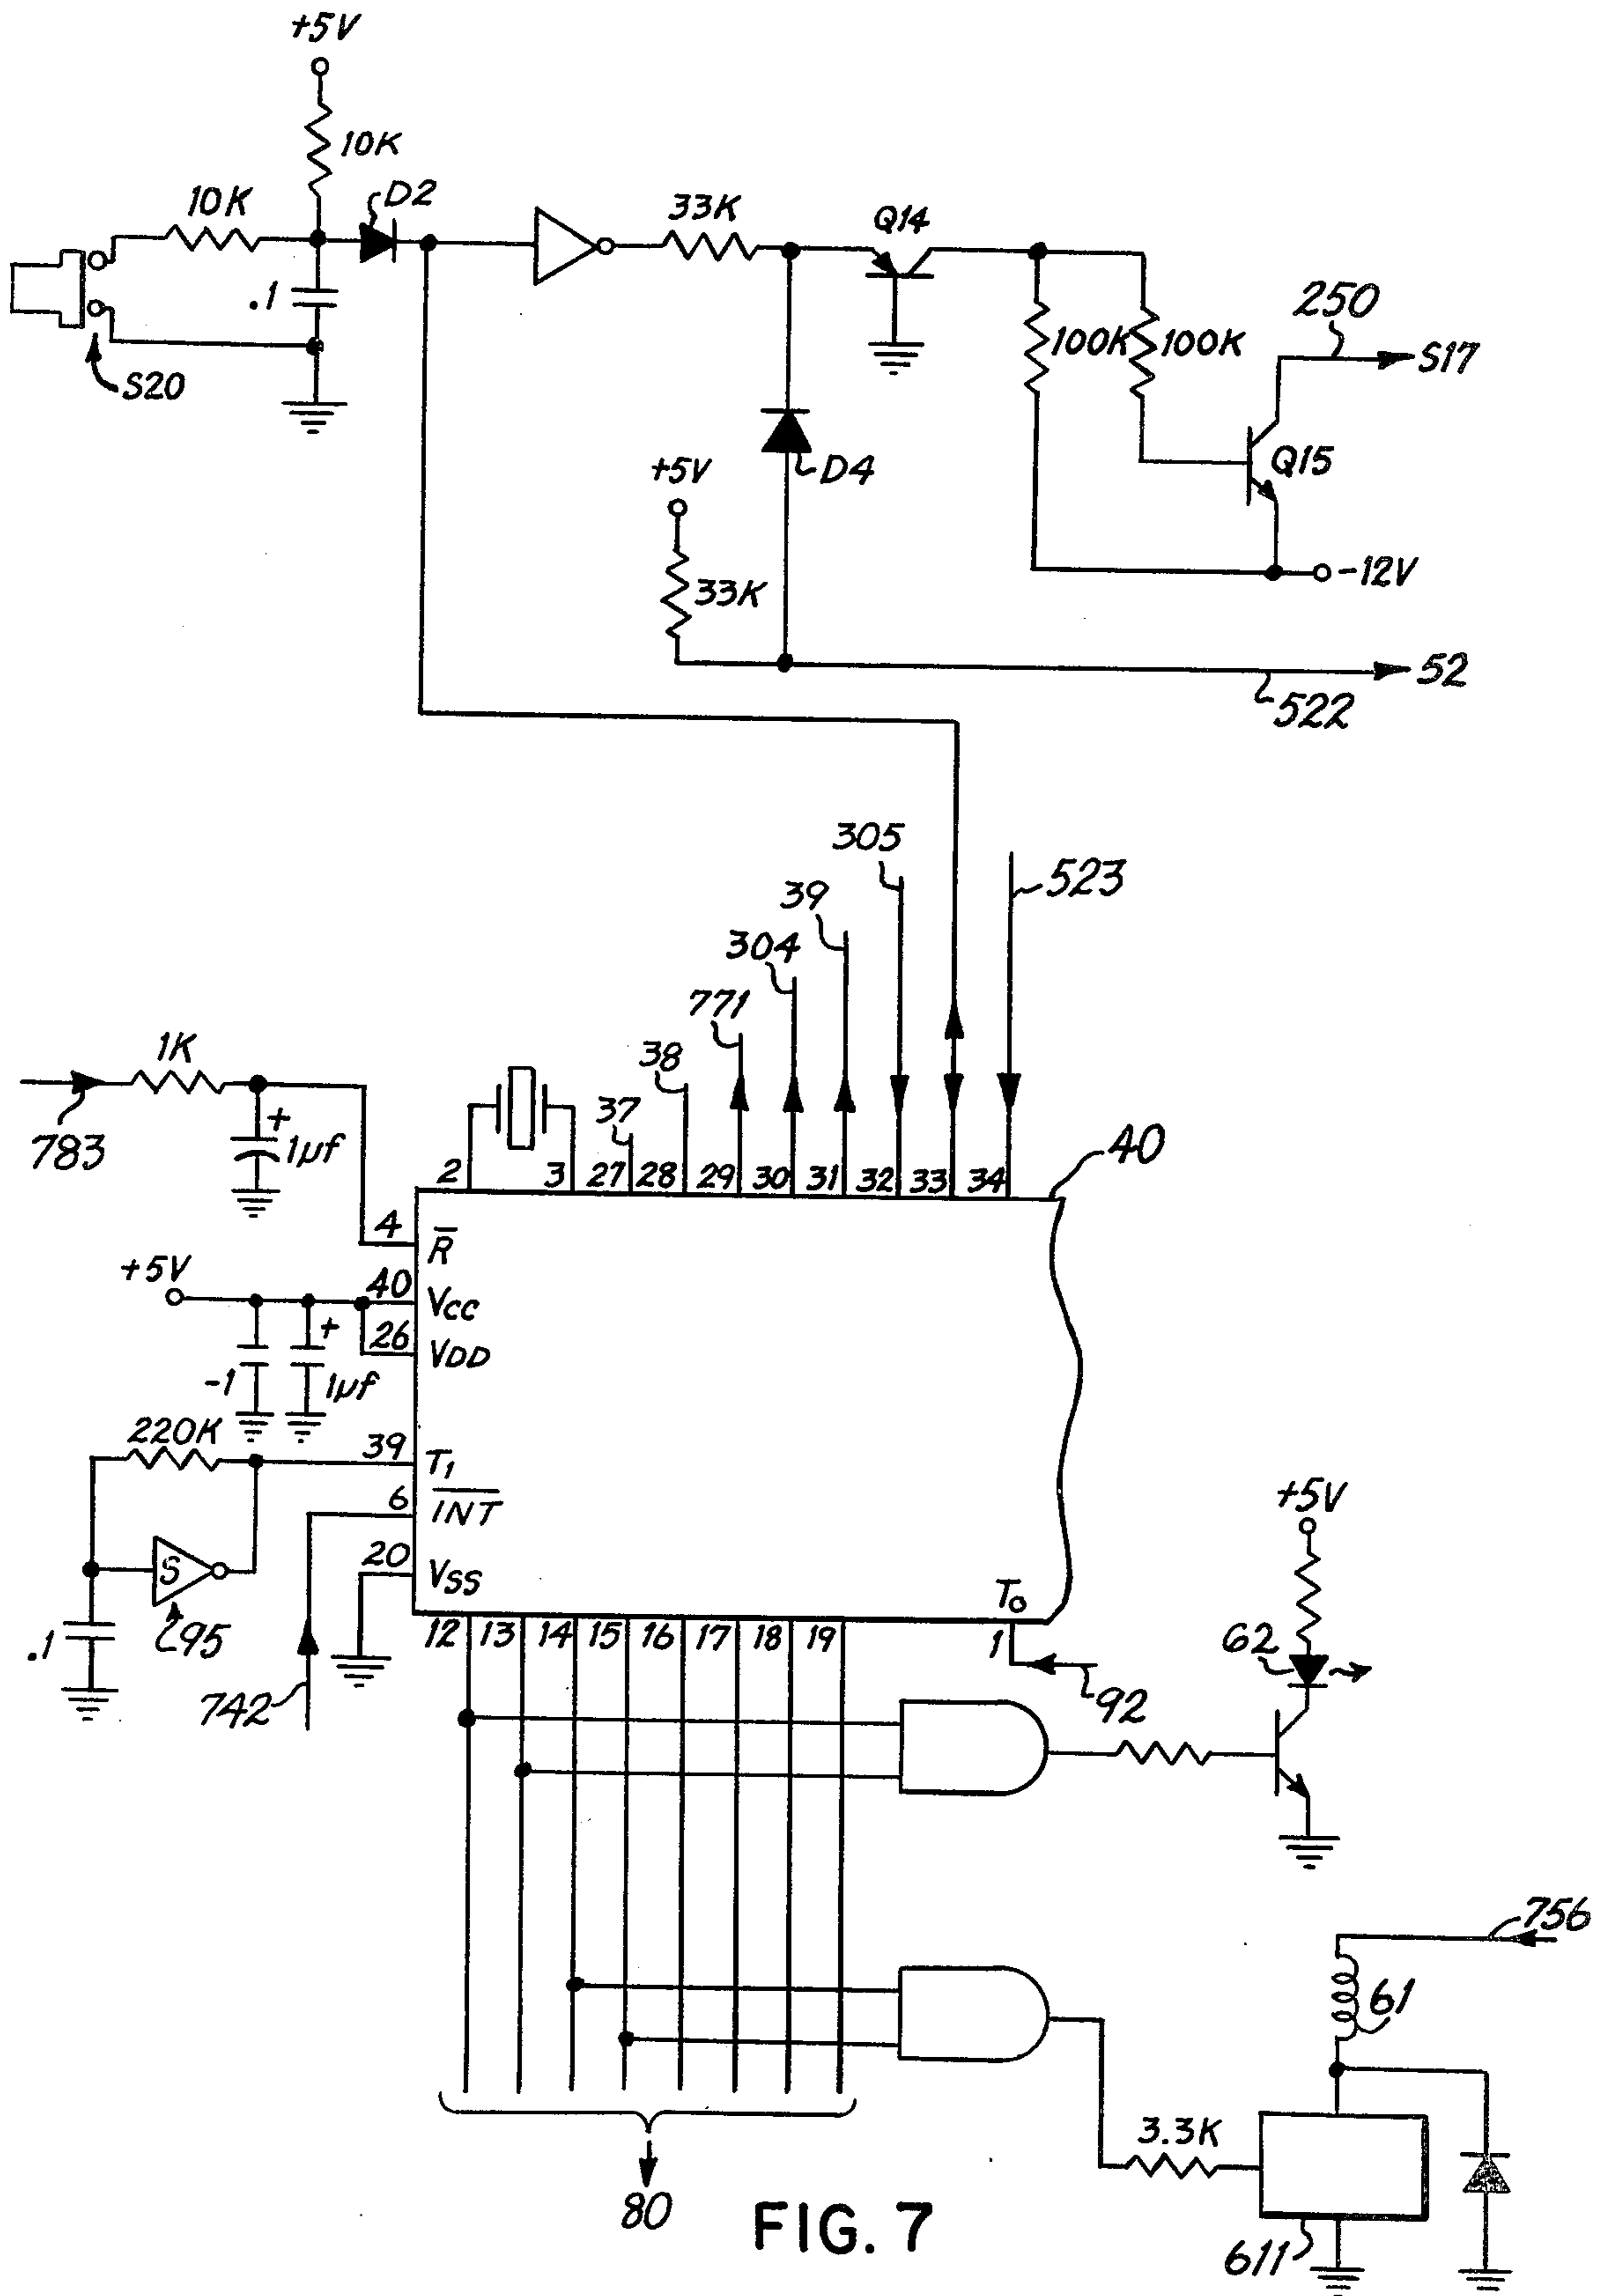 +5V
10K
10K
D2
33K
Q14
.1
S20
100K
100K
250
S17
Q15
+5V
D4
33K
-12V
52
522
305
523
39
304
771
38
37
1K
783
+
1µf
2
3
27
28
29
30
31
32
33
34
40
4
R̅
+5V
40
VCC
26
VDD
+
-1
1µf
220K
39
T1
6
I̅N̅T̅
20
VSS
S
.1
95
742
12
13
14
15
16
17
18
19
T0
1
92
+5V
62
756
61
3.3K
611
80
FIG. 7